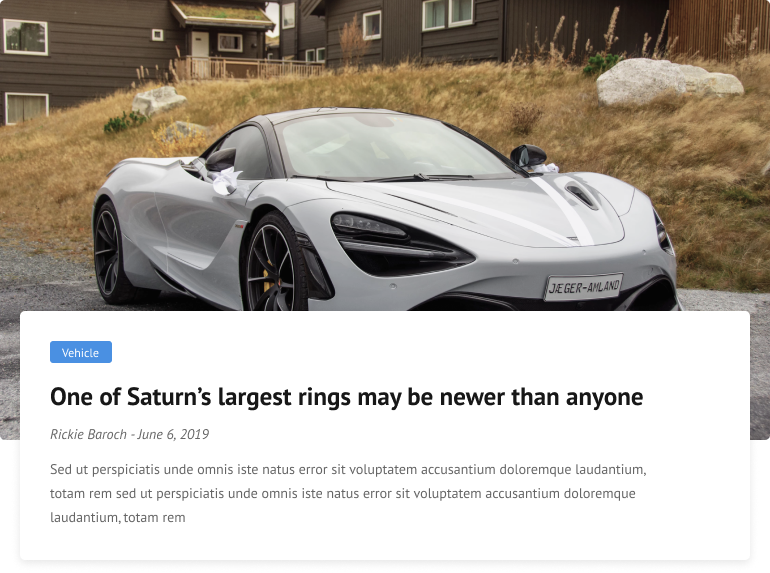 JÆGER-AMLAND
Vehicle
One of Saturn’s largest rings may be newer than anyone
Rickie Baroch - June 6, 2019
Sed ut perspiciatis unde omnis iste natus error sit voluptatem accusantium doloremque laudantium,
totam rem sed ut perspiciatis unde omnis iste natus error sit voluptatem accusantium doloremque
laudantium, totam rem